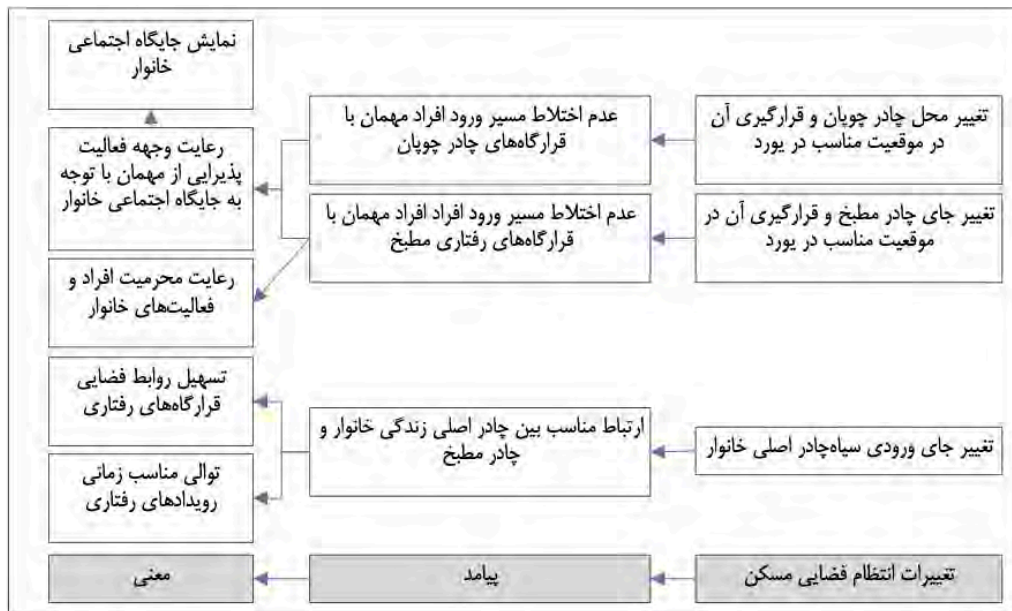 تغییر محل چادر چوپان و قرارگیری آن
در موقعیت مناسب در یورد
عدم اختلاط مسیر ورود افراد مهمان با
قرارگاه‌های چادر چوپان
نمایش جایگاه اجتماعی
خانوار
رعایت وجهه فعالیت
پذیرایی از مهمان با توجه
به جایگاه اجتماعی خانوار
تغییر جای چادر مطبخ و قرارگیری آن در
موقعیت مناسب در یورد
عدم اختلاط مسیر ورود افراد افراد مهمان با
قرارگاه‌های رفتاری مطبخ
رعایت محرمیت افراد و
فعالیت‌های خانوار
تغییر جای ورودی سیاه‌چادر اصلی خانوار
ارتباط مناسب بین چادر اصلی زندگی خانوار و
چادر مطبخ
تسهیل روابط فضایی
قرارگاه‌های رفتاری
توالی مناسب زمانی
رویدادهای رفتاری
تغییرات انتظام فضایی مسکن
پیامد
معنی